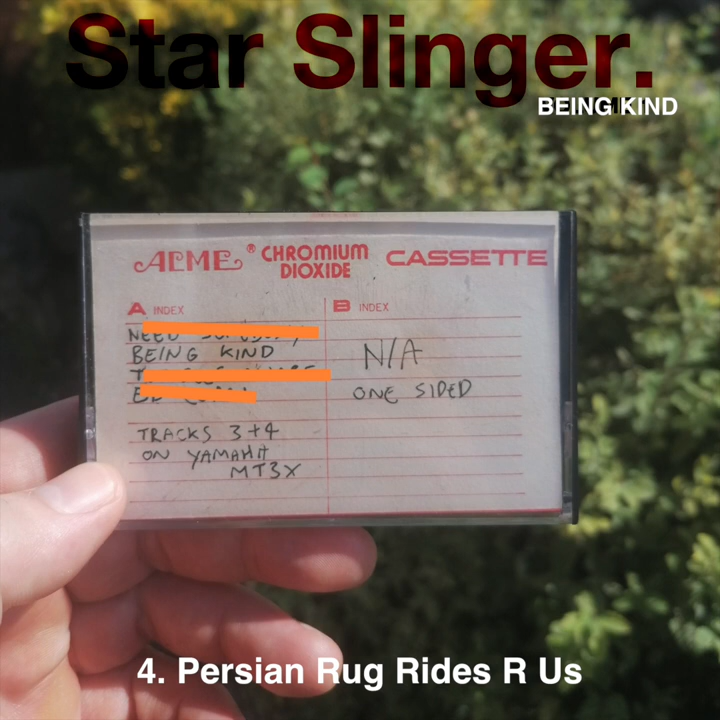 Star Slinger.
BEING KIND
ACME ® CHROMIUM DIOXIDE CASSETTE
A INDEX
B INDEX
NEED
BEING KIND
TRACKS 3+4
ON YAMAHA
MT3X
N/A
ONE SIDED
4. Persian Rug Rides R Us